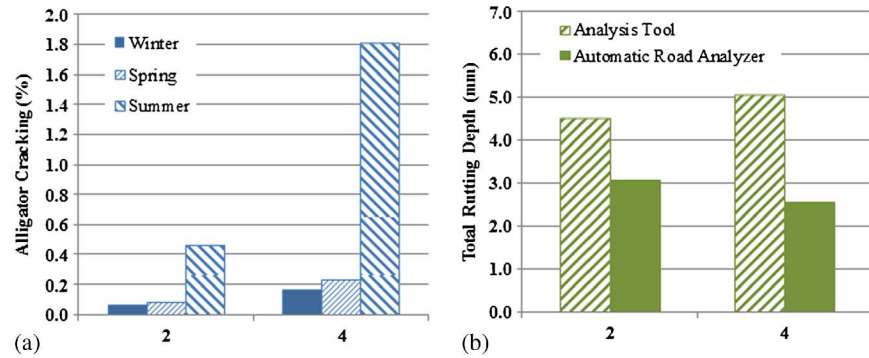 Alligator Cracking (%)
2.0
1.8
1.6
1.4
1.2
1.0
0.8
0.6
0.4
0.2
0.0
Winter
Spring
Summer
2
4
(a)
Total Rutting Depth (mm)
7.0
6.0
5.0
4.0
3.0
2.0
1.0
0.0
Analysis Tool
Automatic Road Analyzer
2
4
(b)